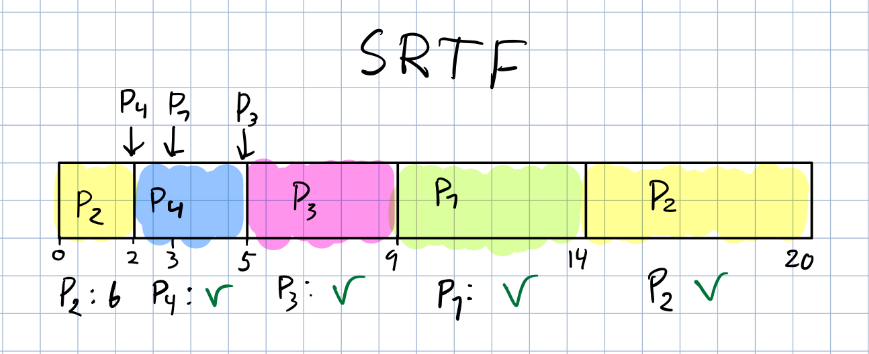 SRTF
P4 P1 P3
P2 P4 P3 P1 P2
0 2 3 5 9 14 20
P2: 6 P4: √ P3: √ P1: √ P2 √